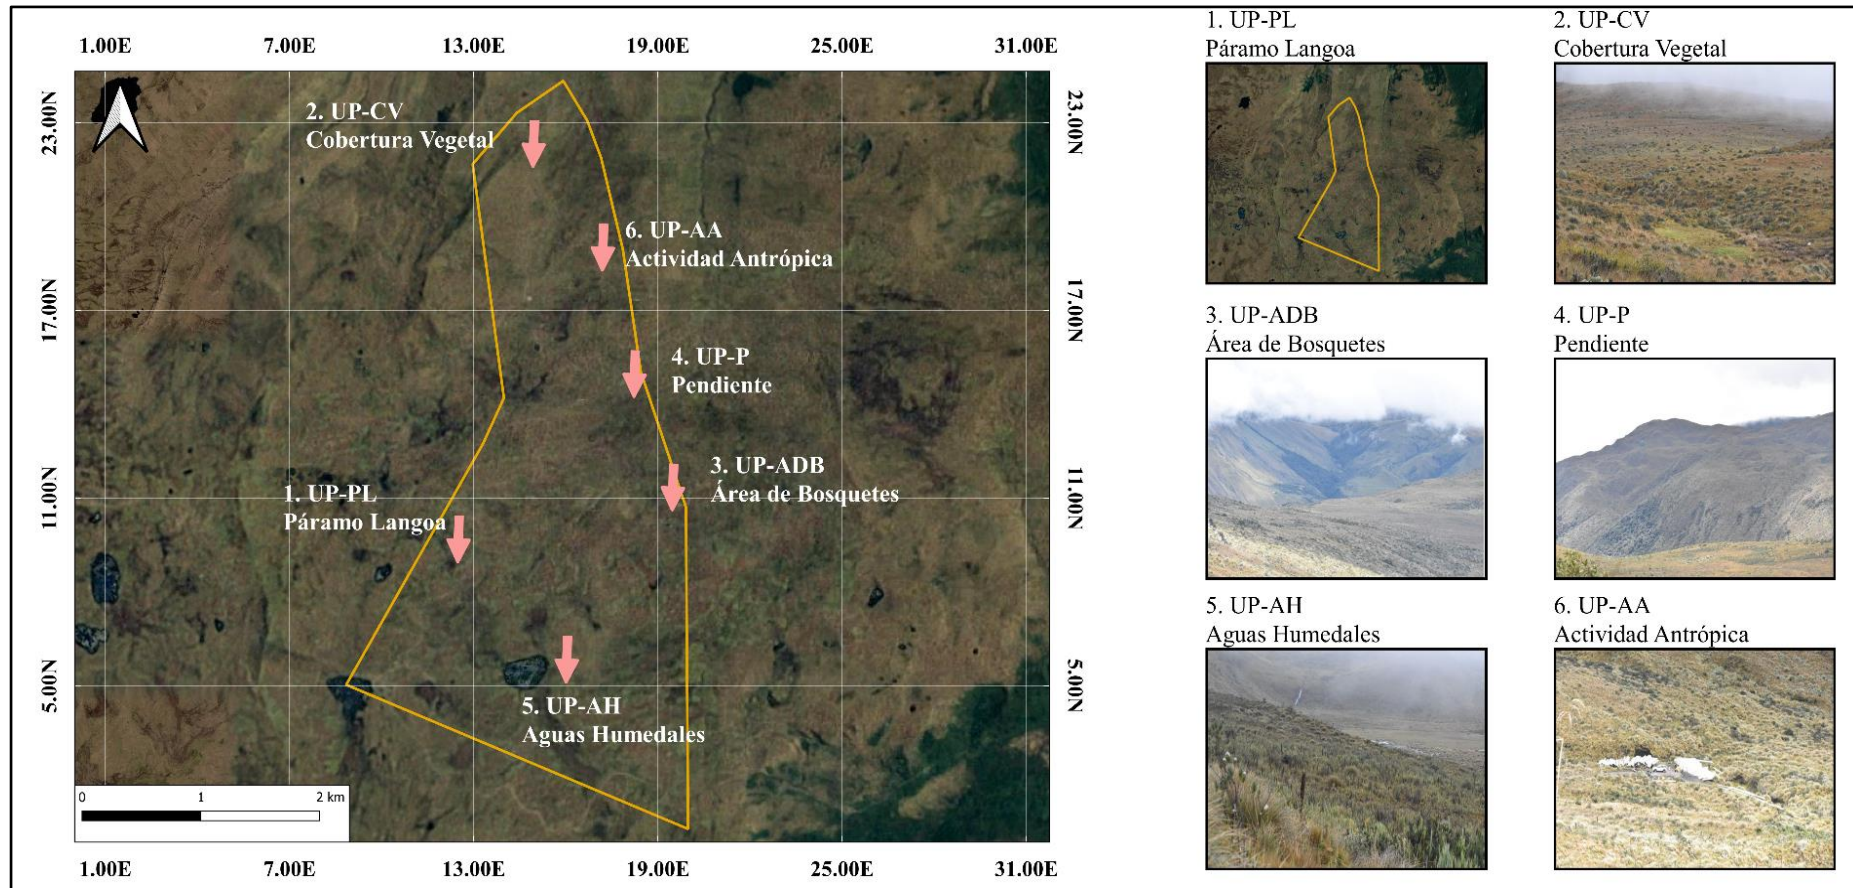 1.00E 7.00E 13.00E 19.00E 25.00E 31.00E
23.00N 23.00N
17.00N 17.00N
11.00N 11.00N
5.00N 5.00N
2. UP-CV
Cobertura Vegetal
6. UP-AA
Actividad Antrópica
4. UP-P
Pendiente
3. UP-ADB
Área de Bosquetes
1. UP-PL
Páramo Langoa
5. UP-AH
Aguas Humedales
0 1 2 km
1.00E 7.00E 13.00E 19.00E 25.00E 31.00E
1. UP-PL
Páramo Langoa
2. UP-CV
Cobertura Vegetal
3. UP-ADB
Área de Bosquetes
4. UP-P
Pendiente
5. UP-AH
Aguas Humedales
6. UP-AA
Actividad Antrópica